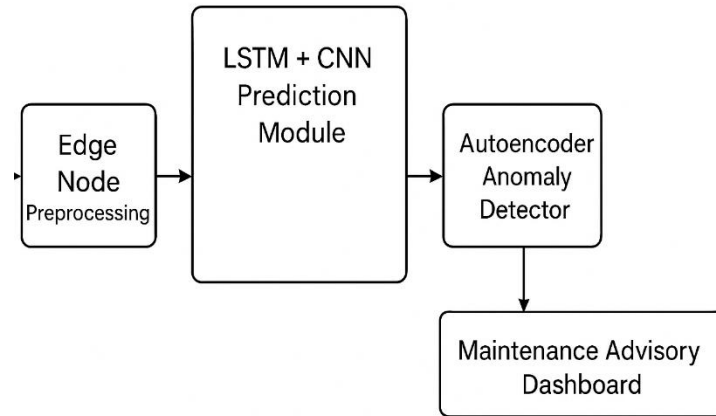 Edge
Node
Preprocessing
LSTM + CNN
Prediction
Module
Autoencoder
Anomaly
Detector
Maintenance Advisory
Dashboard